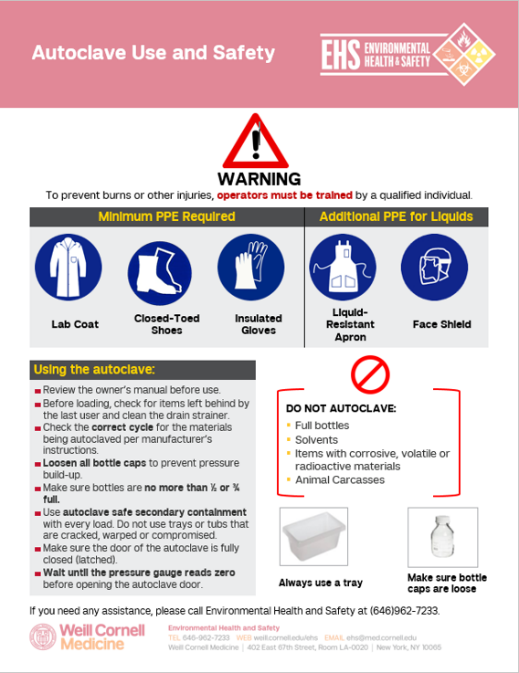 Autoclave Use and Safety
EHS ENVIRONMENTAL
HEALTH & SAFETY
WARNING
To prevent burns or other injuries, operators must be trained by a qualified individual.
Minimum PPE Required
Additional PPE for Liquids
Lab Coat
Closed-Toed
Shoes
Insulated
Gloves
Liquid-
Resistant
Apron
Face Shield
Using the autoclave:
Review the owner's manual before use.
Before loading, check for items left behind by
the last user and clean the drain strainer.
Check the correct cycle for the materials
being autoclaved per manufacturer's
instructions.
Loosen all bottle caps to prevent pressure
build-up.
Make sure bottles are no more than ½ or ¾
full.
Use autoclave safe secondary containment
with every load. Do not use trays or tubs that
are cracked, warped or compromised.
Make sure the door of the autoclave is fully
closed (latched).
Wait until the pressure gauge reads zero
before opening the autoclave door.
DO NOT AUTOCLAVE:
Full bottles
Solvents
Items with corrosive, volatile or
radioactive materials
Animal Carcasses
Always use a tray
Make sure bottle
caps are loose
If you need any assistance, please call Environmental Health and Safety at (646)962-7233.
Weill Cornell
Medicine
Environmental Health and Safety
TEL 646-962-7233 WEB weill.cornell.edu/ehs EMAIL ehs@med.cornell.edu
Weill Cornell Medicine | 402 East 67th Street, Room LA-0020 | New York, NY 10065